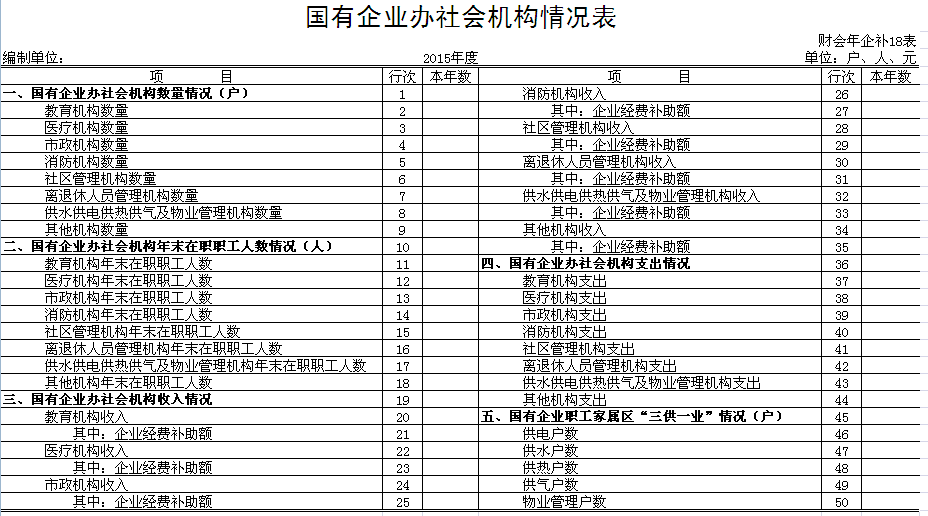 国有企业办社会机构情况表
财会年企补18表
编制单位： 2015年度 单位：户、人、元
项 目 行次 本年数 项 目 行次 本年数
一、国有企业办社会机构数量情况（户） 1 消防机构收入 26
教育机构数量 2 其中：企业经费补助额 27
医疗机构数量 3 社区管理机构收入 28
市政机构数量 4 其中：企业经费补助额 29
消防机构数量 5 离退休人员管理机构收入 30
社区管理机构数量 6 其中：企业经费补助额 31
离退休人员管理机构数量 7 供水供电供热供气及物业管理机构收入 32
供水供电供热供气及物业管理机构数量 8 其中：企业经费补助额 33
其他机构数量 9 其他机构收入 34
二、国有企业办社会机构年末在职职工人数情况（人） 10 其中：企业经费补助额 35
教育机构年末在职职工人数 11 四、国有企业办社会机构支出情况 36
医疗机构年末在职职工人数 12 教育机构支出 37
市政机构年末在职职工人数 13 医疗机构支出 38
消防机构年末在职职工人数 14 市政机构支出 39
社区管理机构年末在职职工人数 15 消防机构支出 40
离退休人员管理机构年末在职职工人数 16 社区管理机构支出 41
供水供电供热供气及物业管理机构年末在职职工人数 17 离退休人员管理机构支出 42
其他机构年末在职职工人数 18 供水供电供热供气及物业管理机构支出 43
三、国有企业办社会机构收入情况 19 其他机构支出 44
教育机构收入 20 五、国有企业职工家属区“三供一业”情况（户） 45
其中：企业经费补助额 21 供电户数 46
医疗机构收入 22 供水户数 47
其中：企业经费补助额 23 供热户数 48
市政机构收入 24 供气户数 49
其中：企业经费补助额 25 物业管理户数 50